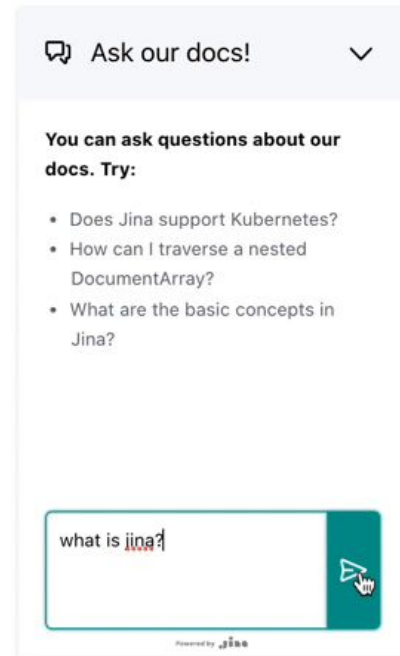 Ask our docs!
You can ask questions about our
docs. Try:
• Does Jina support Kubernetes?
• How can I traverse a nested
DocumentArray?
• What are the basic concepts in
Jina?
what is jina?
Powered by Jina